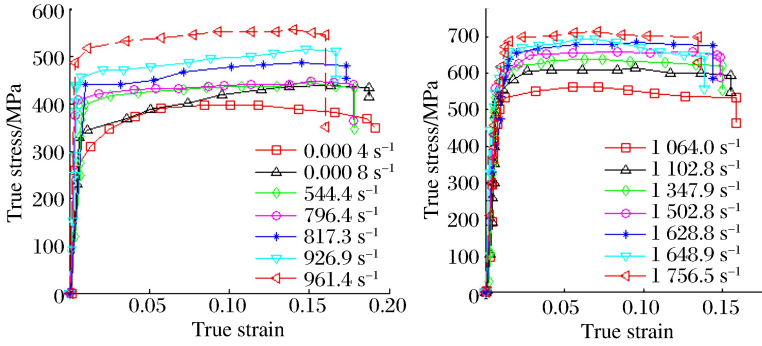 True stress/MPa
600
500
400
300
200
100
0
0.05
0.10
0.15
0.20
True strain
0.000 4 s⁻¹
0.000 8 s⁻¹
544.4 s⁻¹
796.4 s⁻¹
817.3 s⁻¹
926.9 s⁻¹
961.4 s⁻¹
True stress/MPa
700
600
500
400
300
200
100
0
0.05
0.10
0.15
True strain
1 064.0 s⁻¹
1 102.8 s⁻¹
1 347.9 s⁻¹
1 502.8 s⁻¹
1 628.8 s⁻¹
1 648.9 s⁻¹
1 756.5 s⁻¹